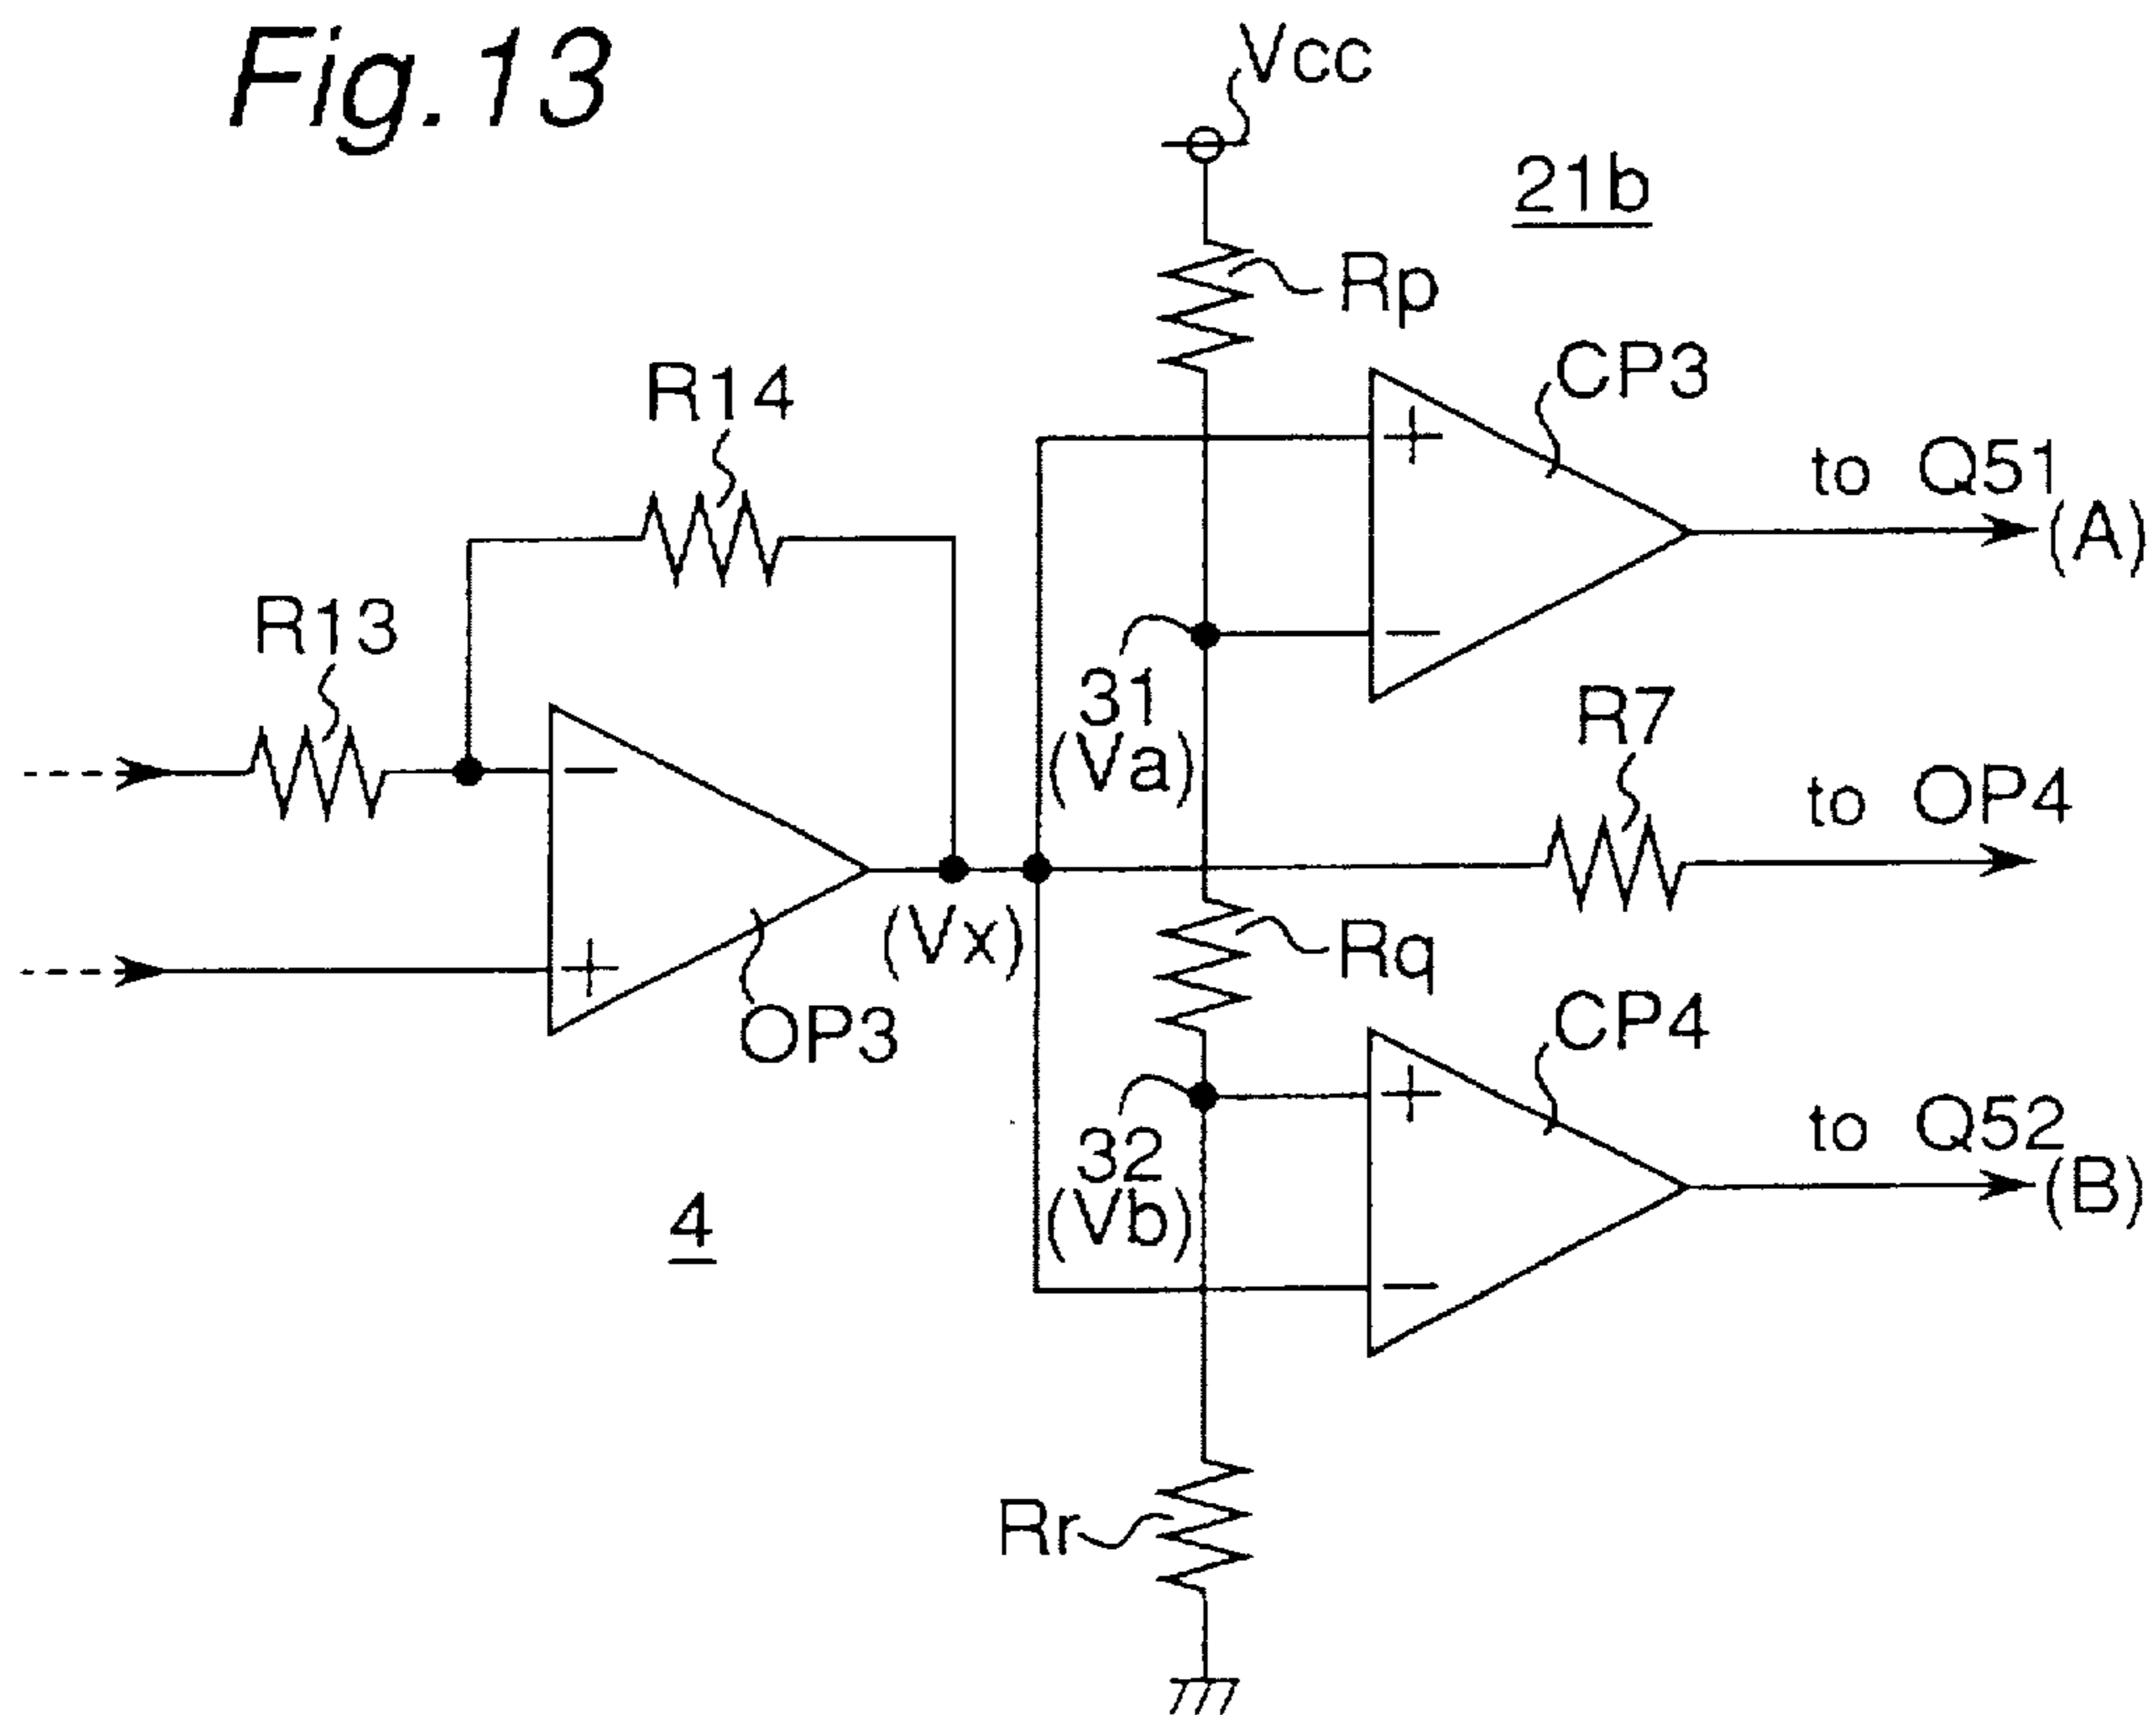 Fig. 13
Vcc
21b
Rp
CP3
R14
to Q51
(A)
R13
31
(Va)
R7
to OP4
(Vx)
Rq
OP3
CP4
32
(Vb)
to Q52
(B)
4
Rr
+
−
−
+
+
−